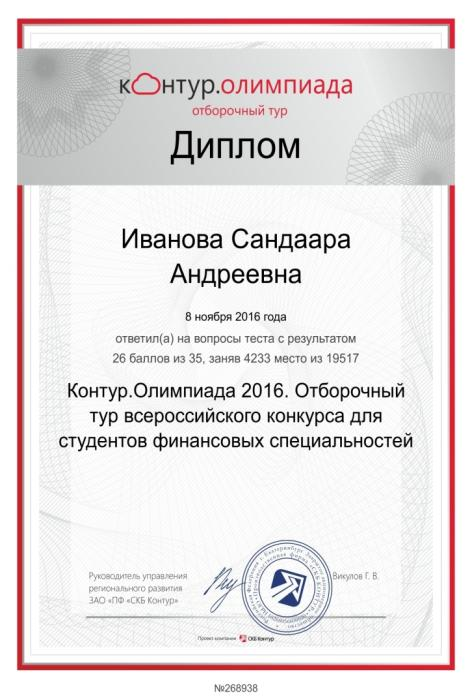 контур.олимпиада
отборочный тур
Диплом
Иванова Сандаара
Андреевна
8 ноября 2016 года
ответил(а) на вопросы теста с результатом
26 баллов из 35, заняв 4233 место из 19517
Контур.Олимпиада 2016. Отборочный
тур всероссийского конкурса для
студентов финансовых специальностей
Руководитель управления
регионального развития
ЗАО «ПФ «СКБ Контур»
Викулов Г. В.
Проект компании СКБ Контур
№268938